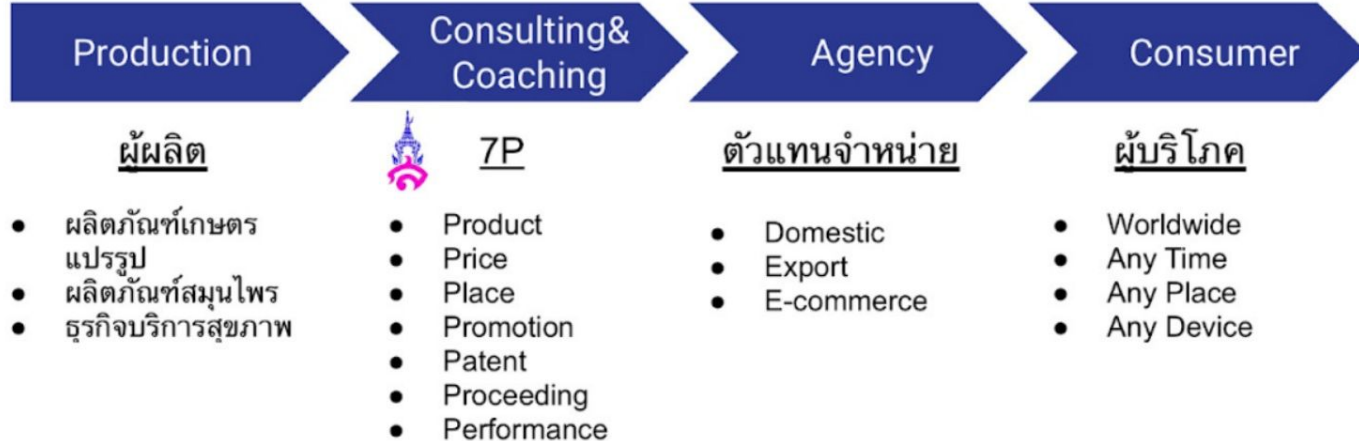 Production
Consulting&
Coaching
Agency
Consumer
ผู้ผลิต
ผลิตภัณฑ์เกษตร
แปรรูป
ผลิตภัณฑ์สมุนไพร
ธุรกิจบริการสุขภาพ
7P
Product
Price
Place
Promotion
Patent
Proceeding
Performance
ตัวแทนจำหน่าย
Domestic
Export
E-commerce
ผู้บริโภค
Worldwide
Any Time
Any Place
Any Device